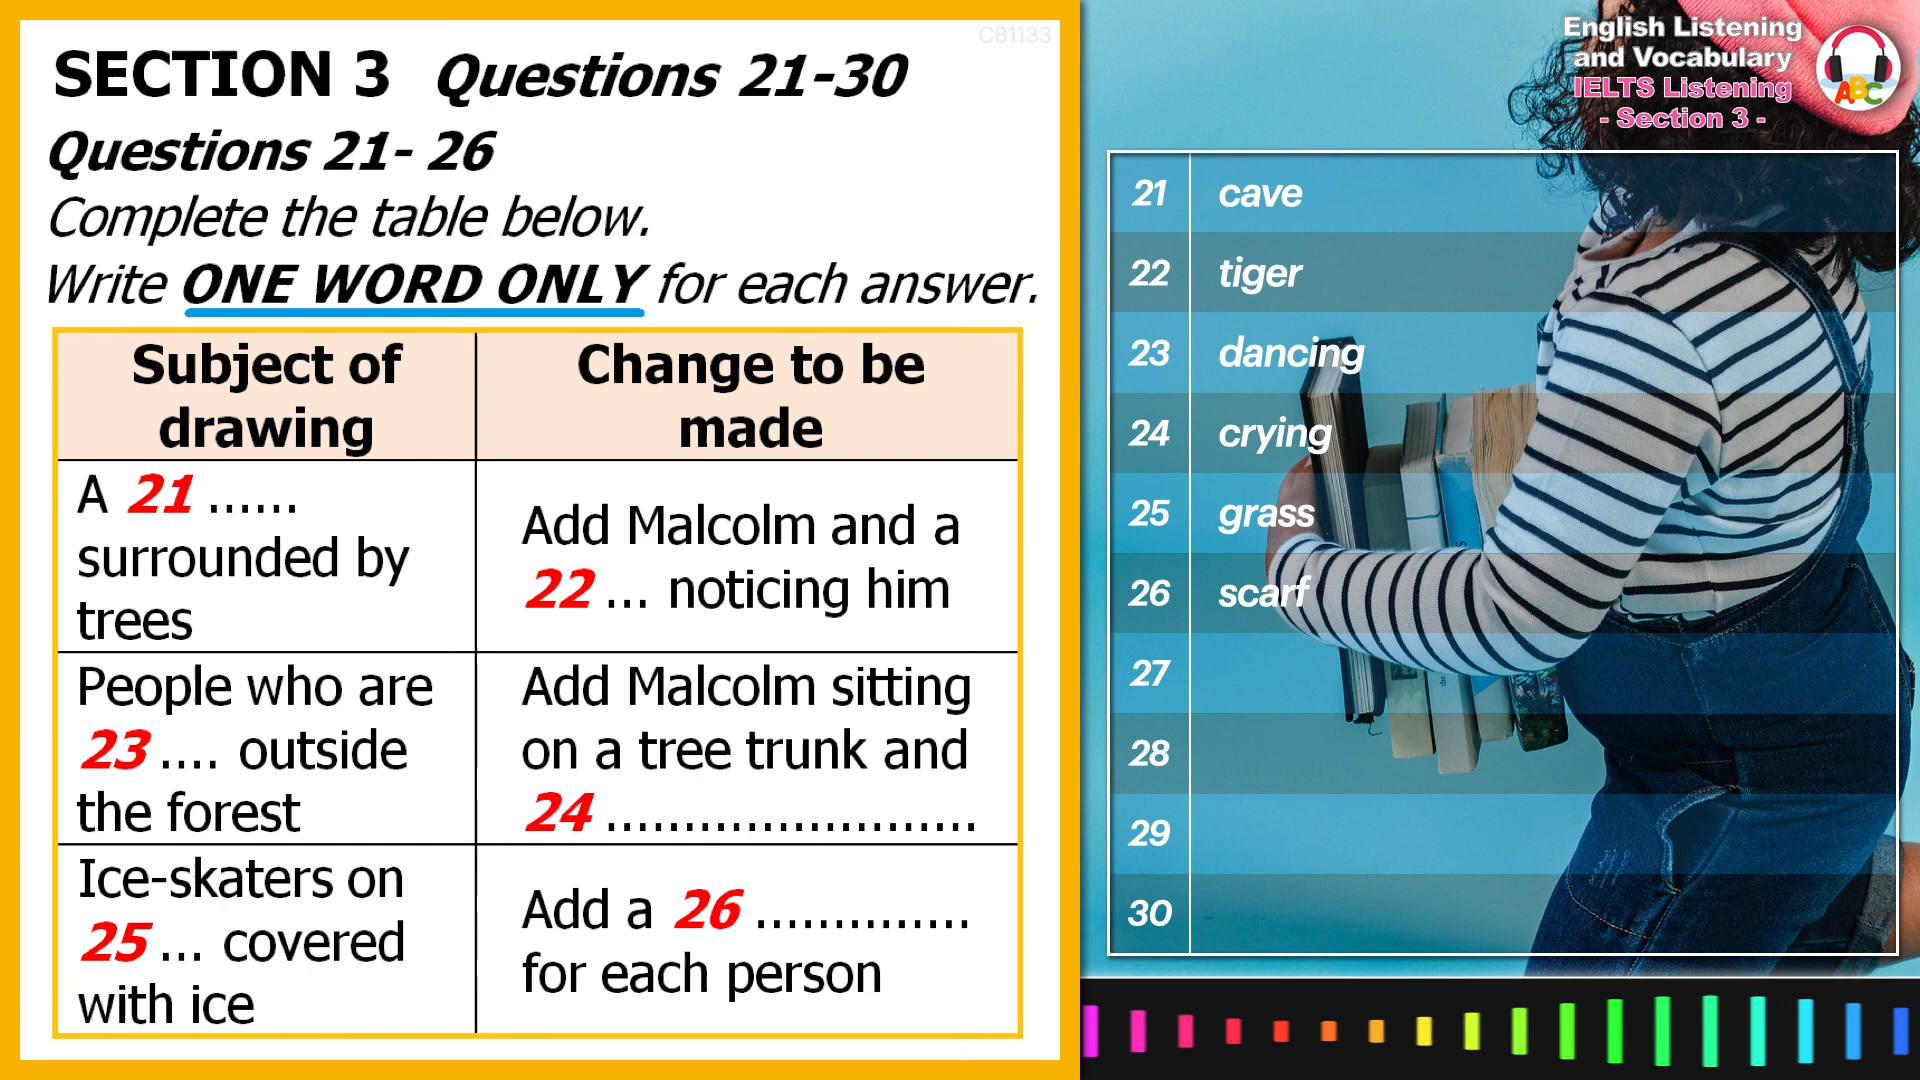 CB1133
SECTION 3 Questions 21-30
Questions 21- 26
Complete the table below.
Write ONE WORD ONLY for each answer.
Subject of
drawing
Change to be
made
A 21 ......
surrounded by
trees
Add Malcolm and a
22 ... noticing him
People who are
23 .... outside
the forest
Add Malcolm sitting
on a tree trunk and
24 ........................
Ice-skaters on
25 ... covered
with ice
Add a 26 ..............
for each person
English Listening
and Vocabulary
IELTS Listening
- Section 3 -
ABC
21 cave
22 tiger
23 dancing
24 crying
25 grass
26 scarf
27
28
29
30